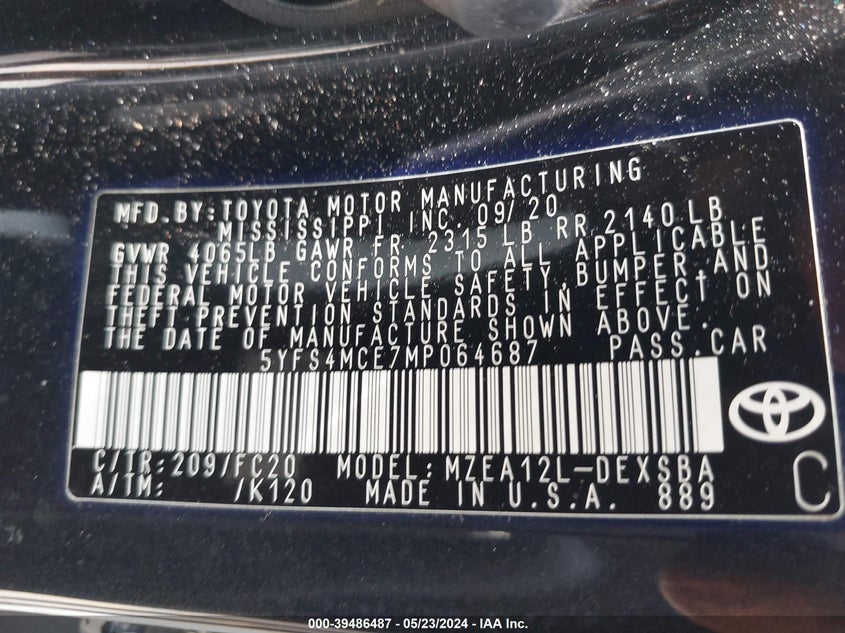 MFD. BY: TOYOTA MOTOR MANUFACTURING
MISSISSIPPI INC. 09/20
GVWR 4065LB GAWR FR 2315 LB RR 2140 LB
THIS VEHICLE CONFORMS TO ALL APPLICABLE
FEDERAL MOTOR VEHICLE SAFETY, BUMPER, AND
THEFT PREVENTION STANDARDS IN EFFECT ON
THE DATE OF MANUFACTURE SHOWN ABOVE.
5YFS4MCE7MP064687 PASS. CAR
C/TR: 209/FC20 MODEL: MZEA12L-DEXSBA
A/TM: /K120 MADE IN U.S.A. 889
C
000-39486487 - 05/23/2024 - IAA Inc.